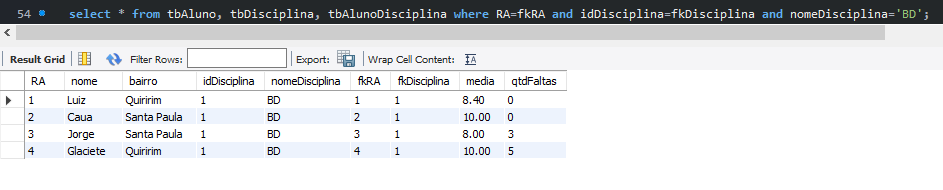 54 select * from tbAluno, tbDisciplina, tbAlunoDisciplina where RA=fkRA and idDisciplina=fkDisciplina and nomeDisciplina='BD';
Result Grid Filter Rows: Export: Wrap Cell Content:
RA nome bairro idDisciplina nomeDisciplina fkRA fkDisciplina media qtdFaltas
1 Luiz Quiririm 1 BD 1 1 8.40 0
2 Caua Santa Paula 1 BD 2 1 10.00 0
3 Jorge Santa Paula 1 BD 3 1 8.00 3
4 Glaciete Quiririm 1 BD 4 1 10.00 5